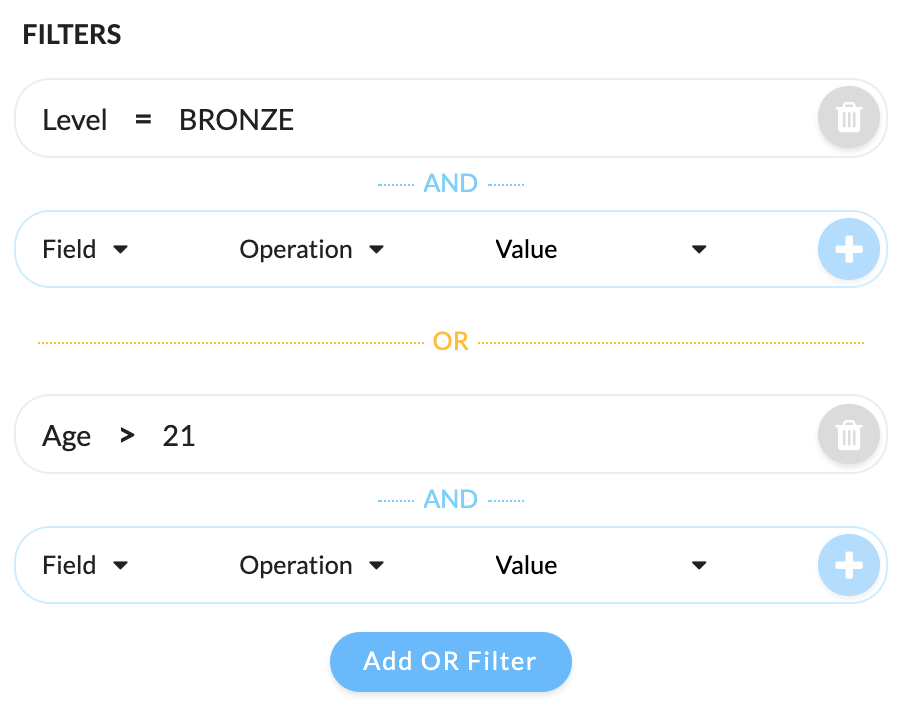 FILTERS
Level = BRONZE
AND
Field Operation Value
OR
Age > 21
AND
Field Operation Value
Add OR Filter